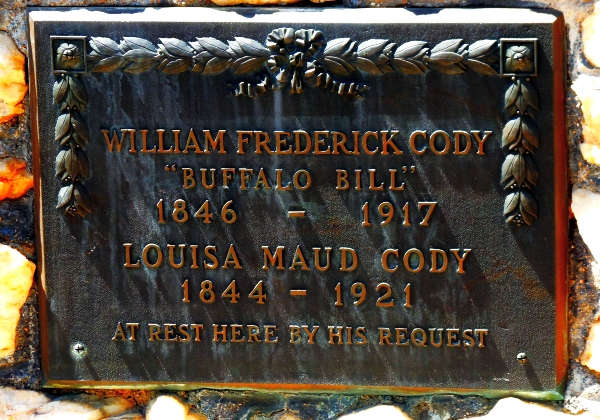 WILLIAM FREDERICK CODY
"BUFFALO BILL"
1846 - 1917
LOUISA MAUD CODY
1844 - 1921
AT REST HERE BY HIS REQUEST